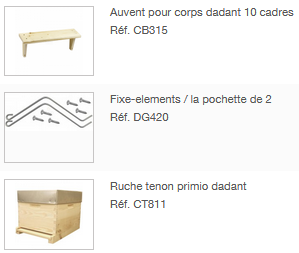 Auvent pour corps dadant 10 cadres
Réf. CB315
Fixe-elements / la pochette de 2
Réf. DG420
Ruche tenon primio dadant
Réf. CT811